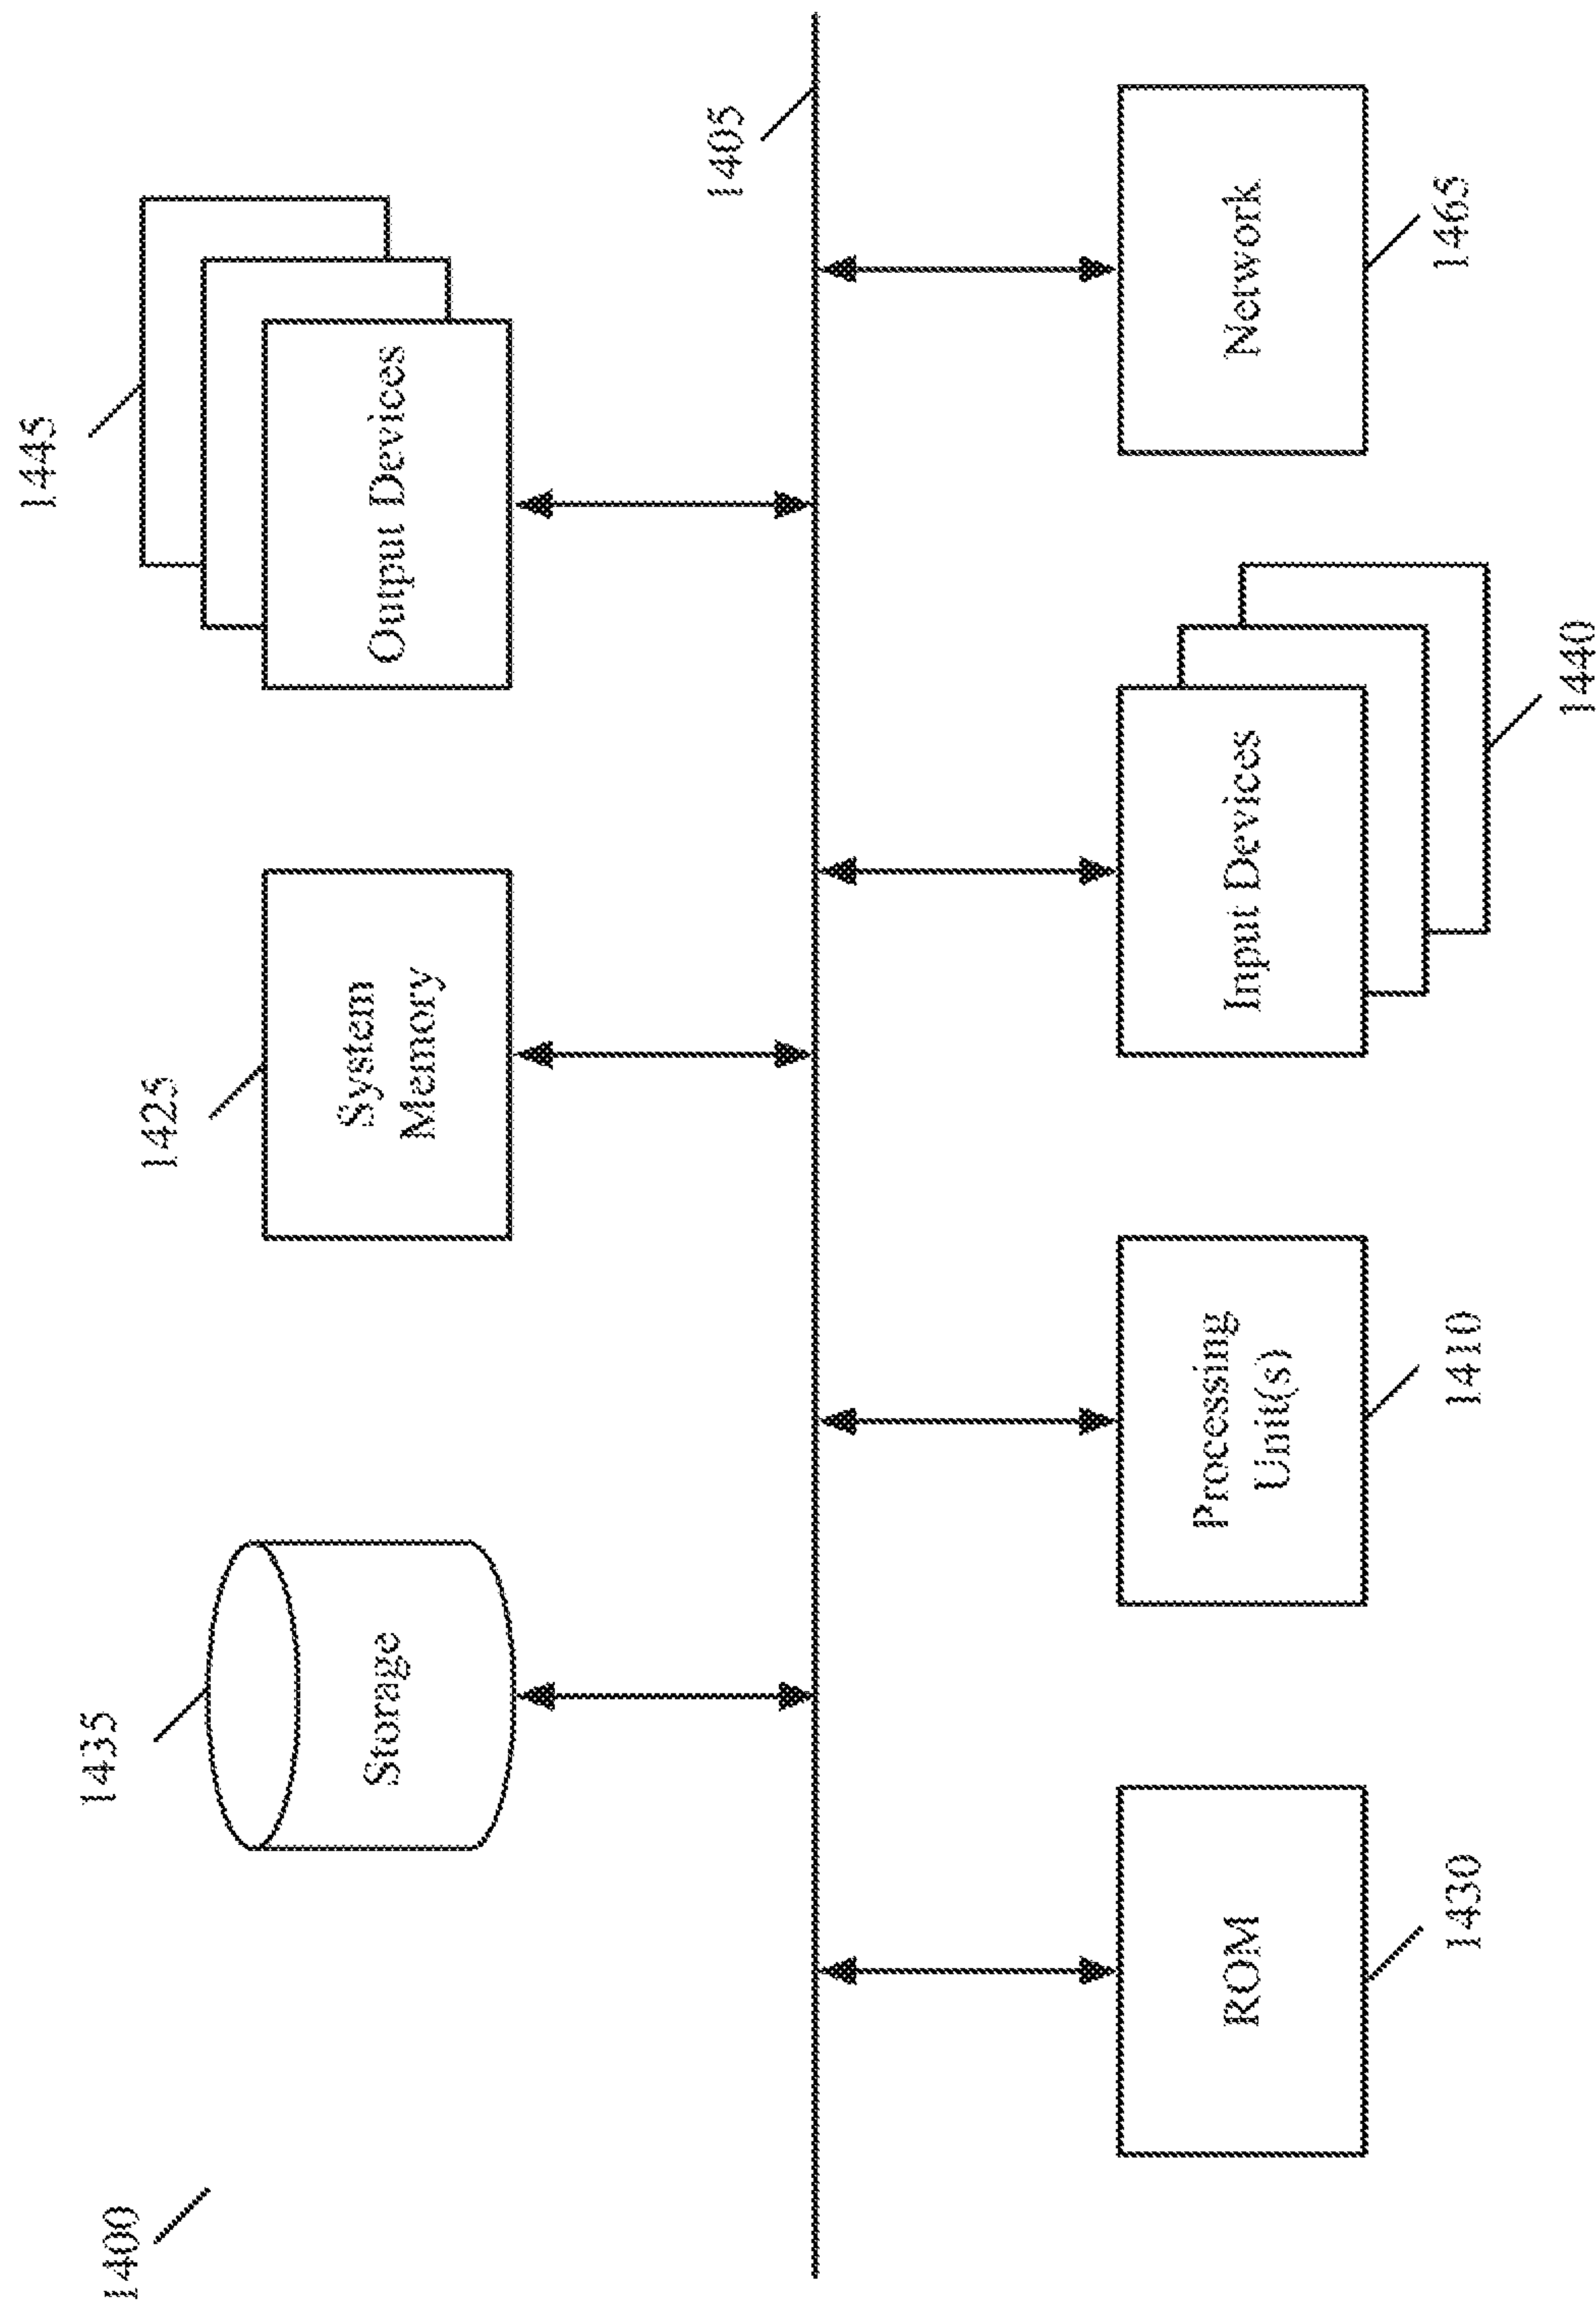 1400
1435
Storage
1425
System
Memory
1445
Output Devices
1405
ROM
1430
Processing
Unit(s)
1410
Input Devices
1440
Network
1465